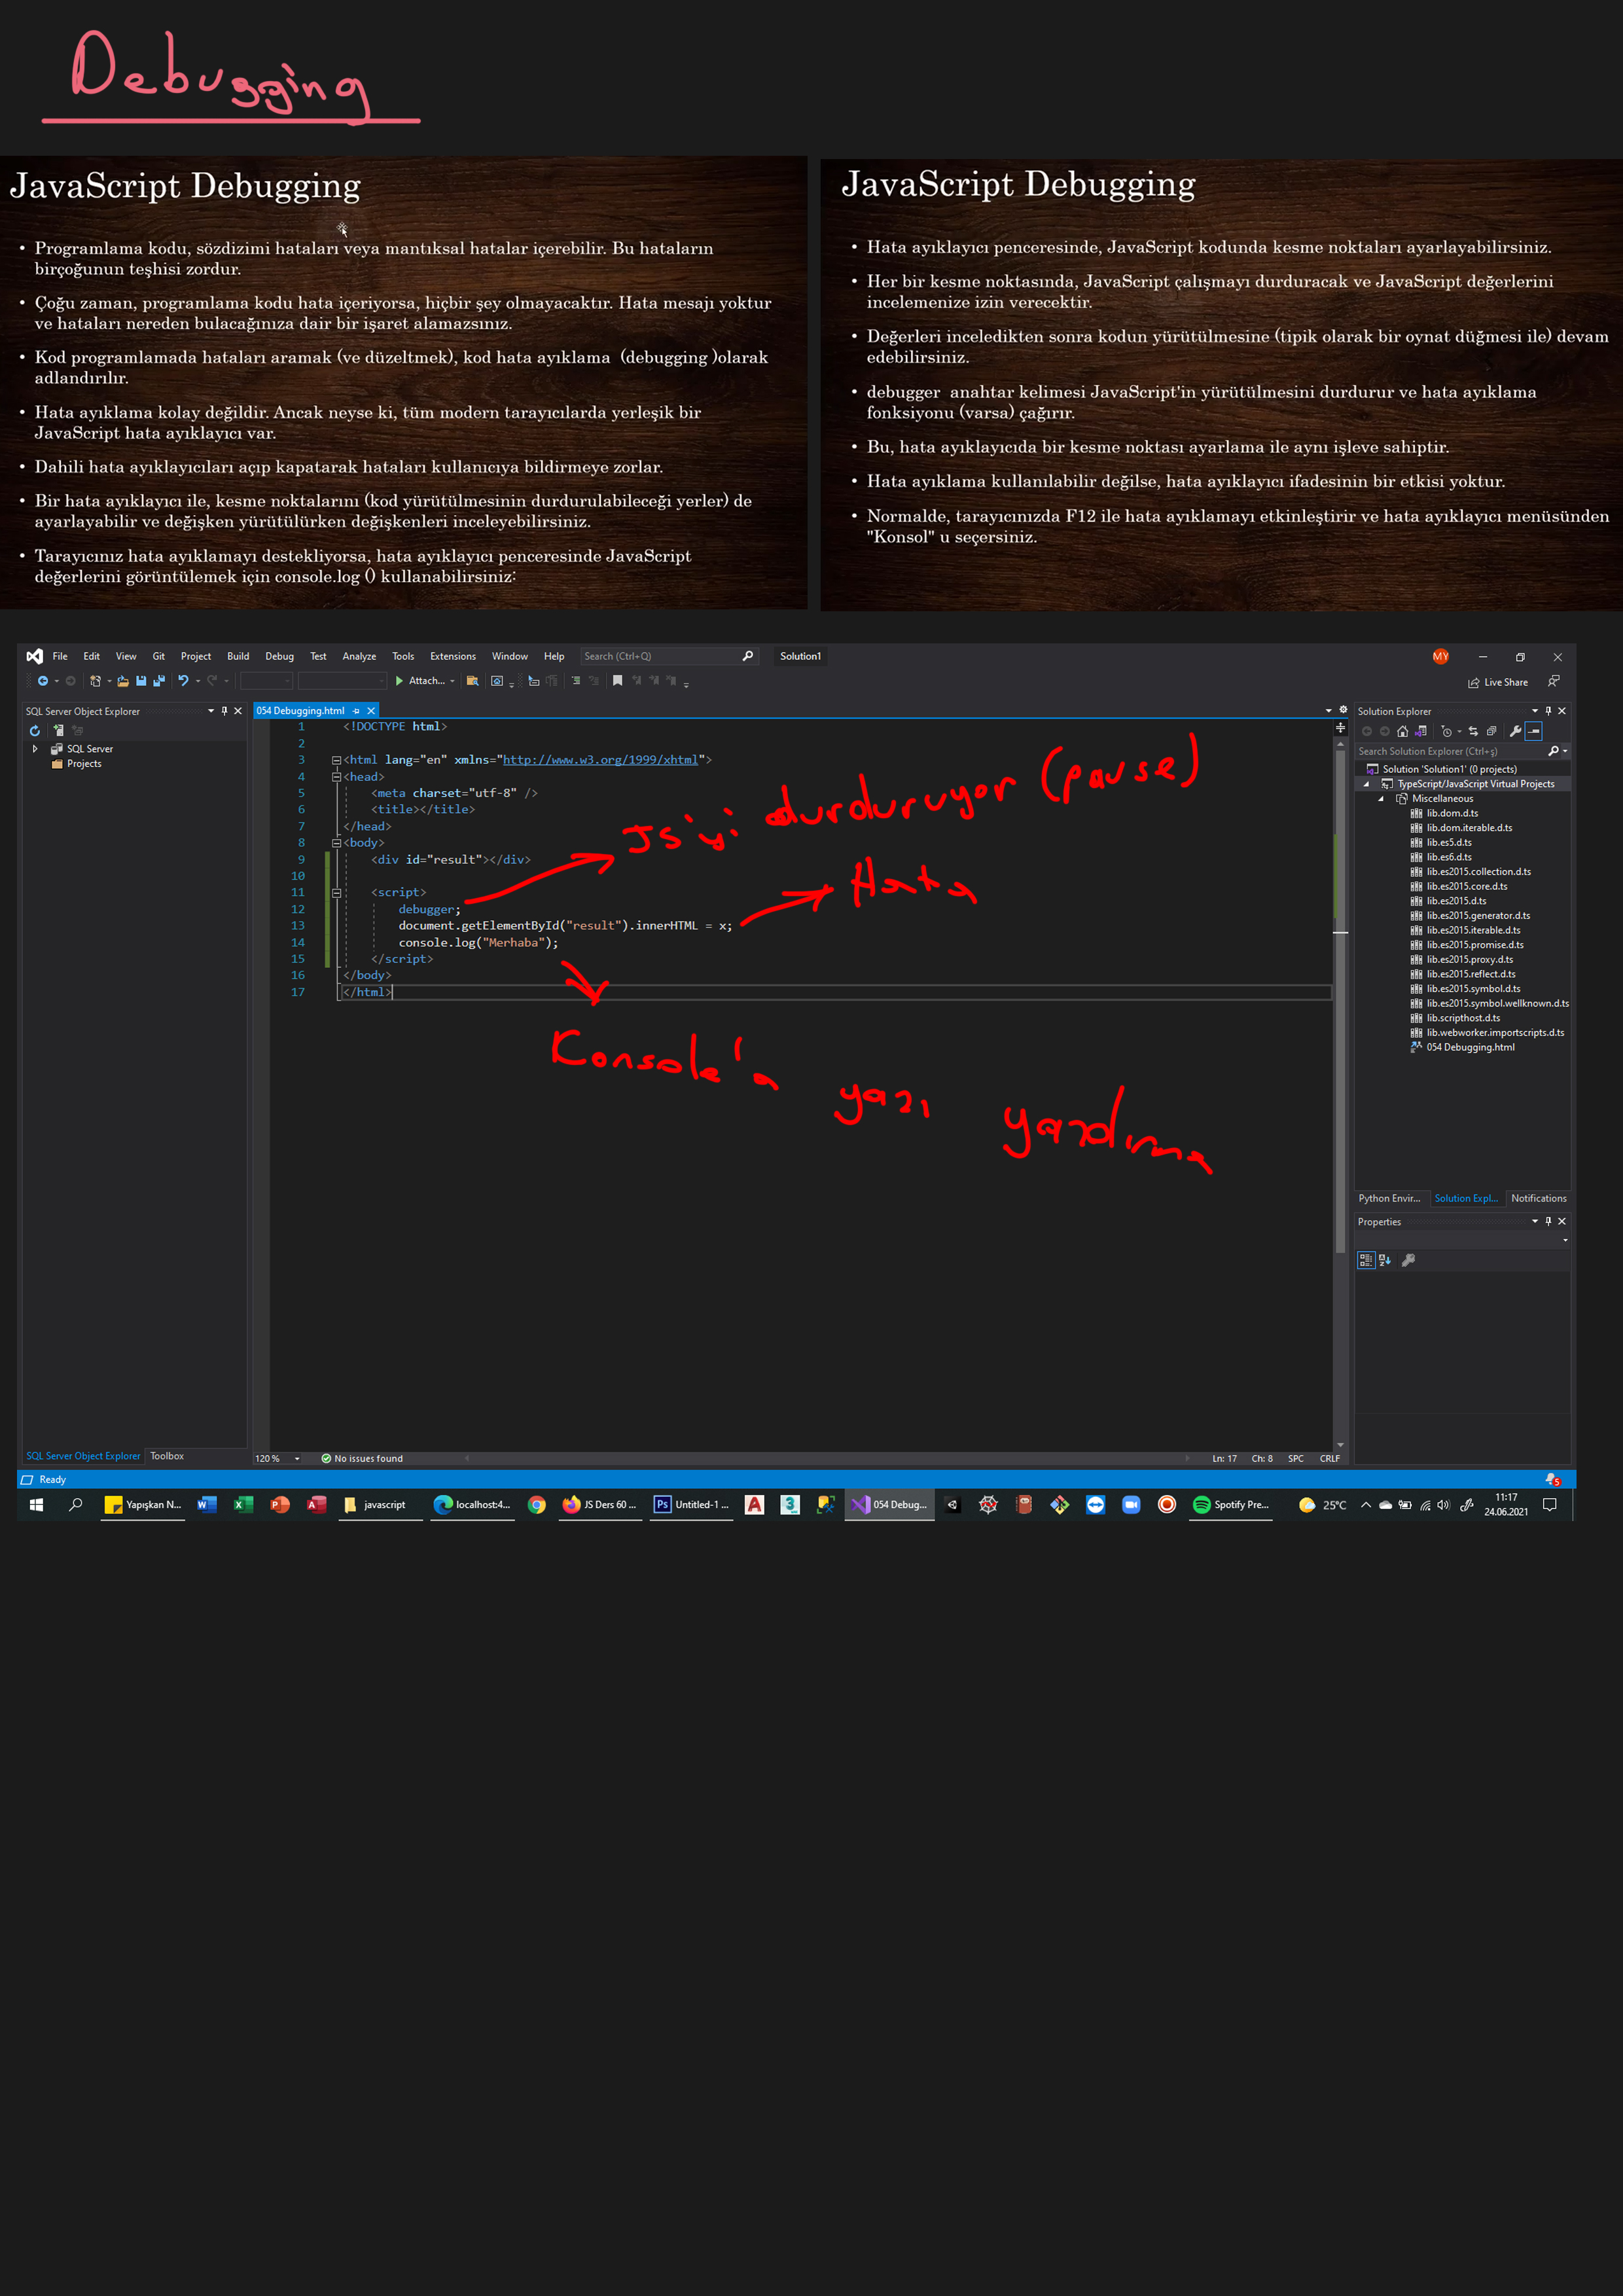 Debugging
JavaScript Debugging
• Programlama kodu, sözdizimi hataları veya mantıksal hatalar içerebilir. Bu hataların
birçoğunun teşhisi zordur.
• Çoğu zaman, programlama kodu hata içeriyorsa, hiçbir şey olmayacaktır. Hata mesajı yoktur
ve hataları nereden bulacağınıza dair bir işaret alamazsınız.
• Kod programlamada hataları aramak (ve düzeltmek), kod hata ayıklama (debugging )olarak
adlandırılır.
• Hata ayıklama kolay değildir. Ancak neyse ki, tüm modern tarayıcılarda yerleşik bir
JavaScript hata ayıklayıcı var.
• Dahili hata ayıklayıcıları açıp kapatarak hataları kullanıcıya bildirmeye zorlar.
• Bir hata ayıklayıcı ile, kesme noktalarını (kod yürütülmesinin durdurulabileceği yerler) de
ayarlayabilir ve değişken yürütülürken değişkenleri inceleyebilirsiniz.
• Tarayıcınız hata ayıklamayı destekliyorsa, hata ayıklayıcı penceresinde JavaScript
değerlerini görüntülemek için console.log () kullanabilirsiniz:
JavaScript Debugging
• Hata ayıklayıcı penceresinde, JavaScript kodunda kesme noktaları ayarlayabilirsiniz.
• Her bir kesme noktasında, JavaScript çalışmayı durduracak ve JavaScript değerlerini
incelemenize izin verecektir.
• Değerleri inceledikten sonra kodun yürütülmesine (tipik olarak bir oynat düğmesi ile) devam
edebilirsiniz.
• debugger anahtar kelimesi JavaScript'in yürütülmesini durdurur ve hata ayıklama
fonksiyonu (varsa) çağırır.
• Bu, hata ayıklayıcıda bir kesme noktası ayarlama ile aynı işleve sahiptir.
• Hata ayıklama kullanılabilir değilse, hata ayıklayıcı ifadesinin bir etkisi yoktur.
• Normalde, tarayıcınızda F12 ile hata ayıklamayı etkinleştirir ve hata ayıklayıcı menüsünden
"Konsol" u seçersiniz.
File Edit View Git Project Build Debug Test Analyze Tools Extensions Window Help Search (Ctrl+Q) Solution1 MY
Attach... Live Share
SQL Server Object Explorer
SQL Server
Projects
054 Debugging.html
1 <!DOCTYPE html>
2
3 <html lang="en" xmlns="http://www.w3.org/1999/xhtml">
4 <head>
5 <meta charset="utf-8" />
6 <title></title>
7 </head>
8 <body>
9 <div id="result"></div>
10
11 <script>
12 debugger;
13 document.getElementById("result").innerHTML = x;
14 console.log("Merhaba");
15 </script>
16 </body>
17 </html>
JS'yi durduruyor (pause)
Hata
Console'a yazı yazdırma
Solution Explorer
Search Solution Explorer (Ctrl+ş)
Solution 'Solution1' (0 projects)
TypeScript/JavaScript Virtual Projects
Miscellaneous
lib.dom.d.ts
lib.dom.iterable.d.ts
lib.es5.d.ts
lib.es6.d.ts
lib.es2015.collection.d.ts
lib.es2015.core.d.ts
lib.es2015.d.ts
lib.es2015.generator.d.ts
lib.es2015.iterable.d.ts
lib.es2015.promise.d.ts
lib.es2015.proxy.d.ts
lib.es2015.reflect.d.ts
lib.es2015.symbol.d.ts
lib.es2015.symbol.wellknown.d.ts
lib.scripthost.d.ts
lib.webworker.importscripts.d.ts
054 Debugging.html
Python Envir... Solution Expl... Notifications
Properties
SQL Server Object Explorer Toolbox
120 % No issues found Ln: 17 Ch: 8 SPC CRLF
Ready 5
Yapışkan N... javascript localhost:4... JS Ders 60 ... Ps Untitled-1 ... 054 Debug... Spotify Pre... 25°C 11:17
24.06.2021